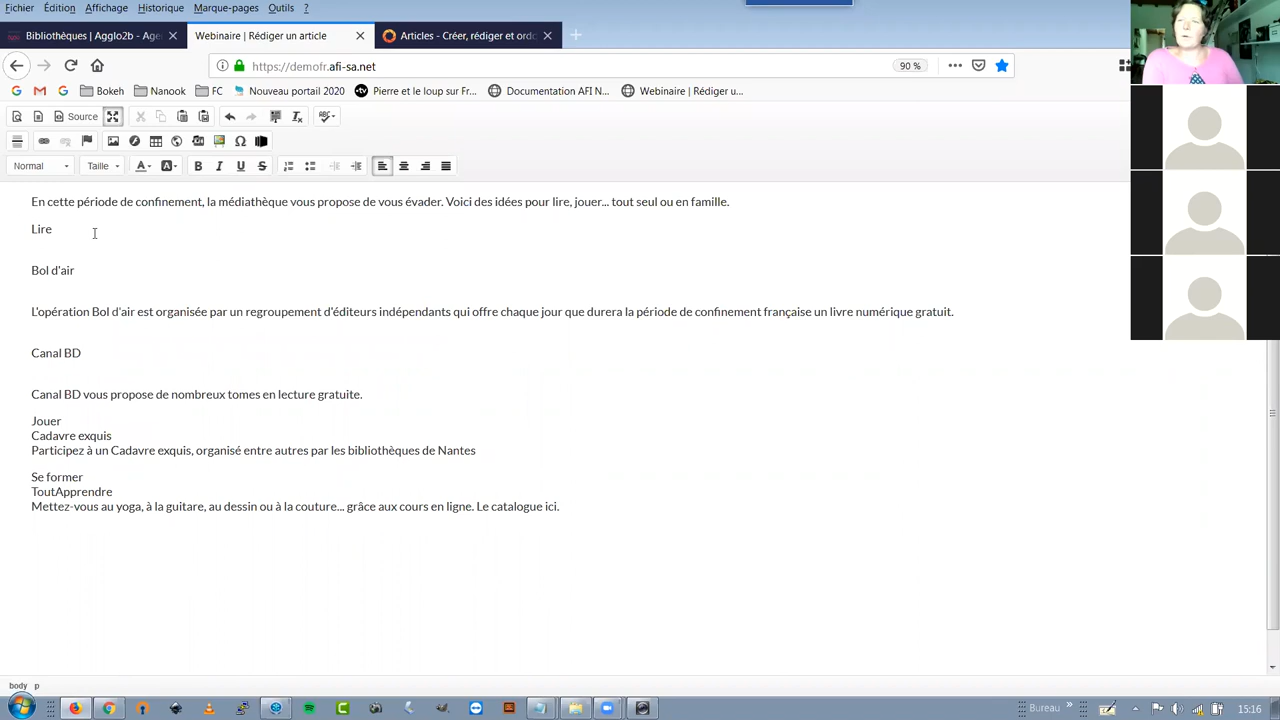 Fichier Édition Affichage Historique Marque-pages Outils ?
Bibliothèques | Agglo2b - Age
Webinaire | Rédiger un article
Articles - Créer, rédiger et ord
https://demofr.afi-sa.net
90 %
Bokeh
Nanook
FC
Nouveau portail 2020
Pierre et le loup sur Fr...
Documentation AFI N...
Webinaire | Rédiger u...
Source
Normal
Taille
En cette période de confinement, la médiathèque vous propose de vous évader. Voici des idées pour lire, jouer... tout seul ou en famille.
Lire
Bol d'air
L'opération Bol d'air est organisée par un regroupement d'éditeurs indépendants qui offre chaque jour que durera la période de confinement française un livre numérique gratuit.
Canal BD
Canal BD vous propose de nombreux tomes en lecture gratuite.
Jouer
Cadavre exquis
Participez à un Cadavre exquis, organisé entre autres par les bibliothèques de Nantes
Se former
ToutApprendre
Mettez-vous au yoga, à la guitare, au dessin ou à la couture... grâce aux cours en ligne. Le catalogue ici.
body p
Bureau
15:16